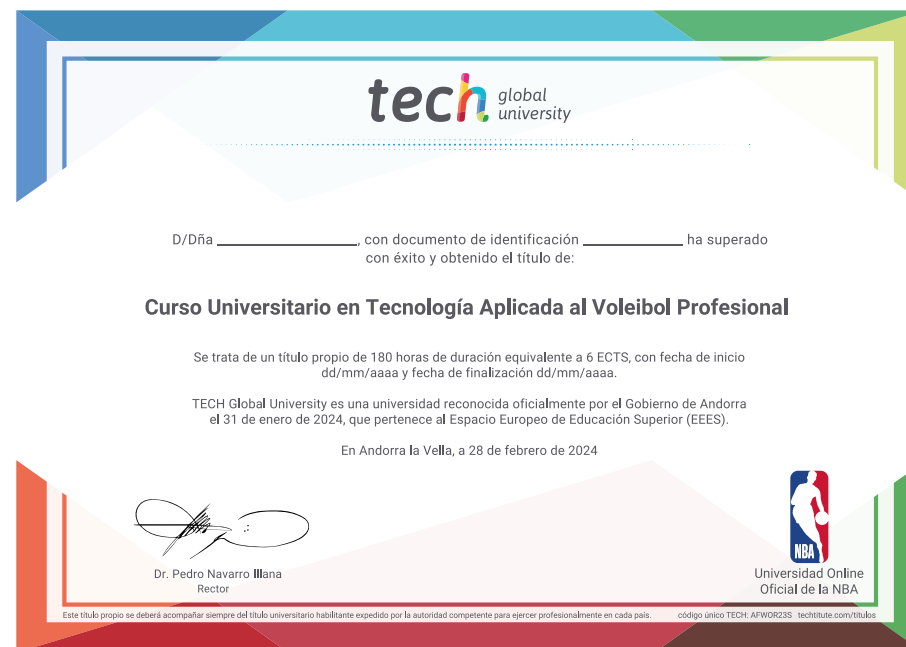 tech global university
D/Dña ____________, con documento de identificación ____________ ha superado
con éxito y obtenido el título de:
Curso Universitario en Tecnología Aplicada al Voleibol Profesional
Se trata de un título propio de 180 horas de duración equivalente a 6 ECTS, con fecha de inicio
dd/mm/aaaa y fecha de finalización dd/mm/aaaa.
TECH Global University es una universidad reconocida oficialmente por el Gobierno de Andorra
el 31 de enero de 2024, que pertenece al Espacio Europeo de Educación Superior (EEES).
En Andorra la Vella, a 28 de febrero de 2024
NBA
Dr. Pedro Navarro Illana
Rector
Universidad Online
Oficial de la NBA
Este título propio se deberá acompañar siempre del título universitario habilitante expedido por la autoridad competente para ejercer profesionalmente en cada país.
código único TECH: AFWOR23S techtitute.com/titulos